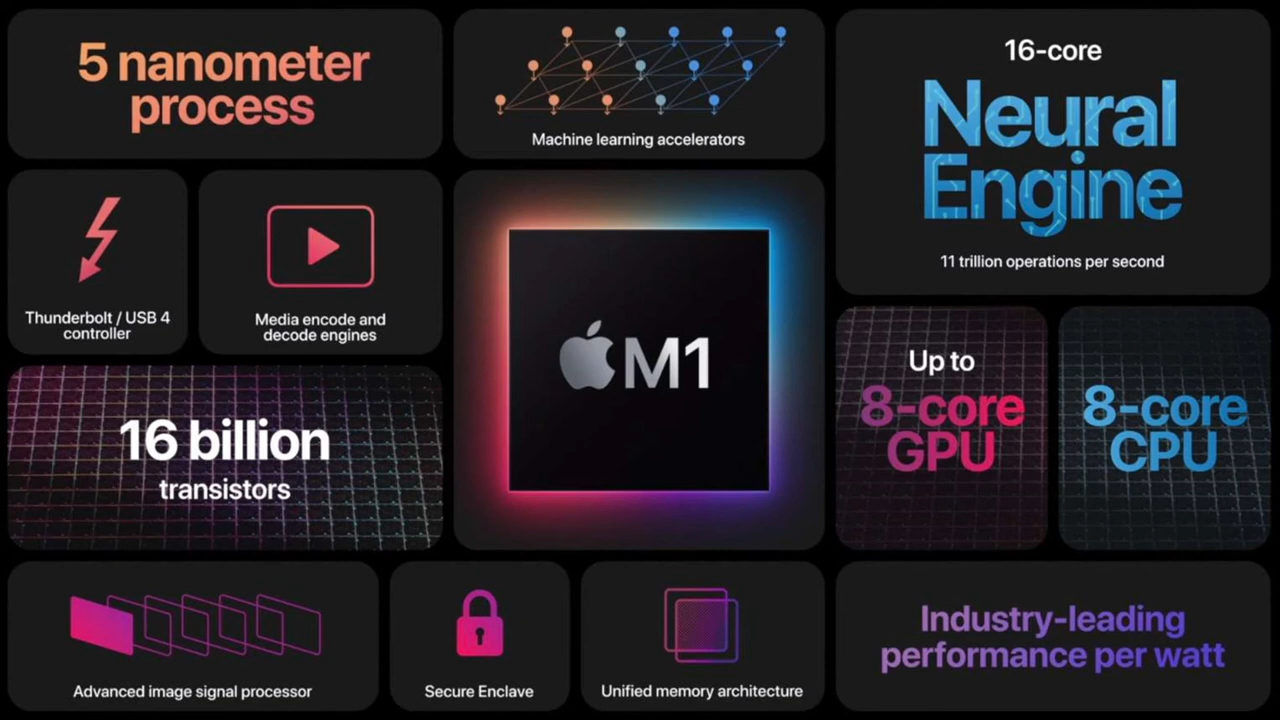 5 nanometer
process
Machine learning accelerators
16-core
Neural
Engine
11 trillion operations per second
Thunderbolt / USB 4
controller
Media encode and
decode engines
M1
Up to
8-core
GPU
8-core
CPU
16 billion
transistors
Advanced image signal processor
Secure Enclave
Unified memory architecture
Industry-leading
performance per watt